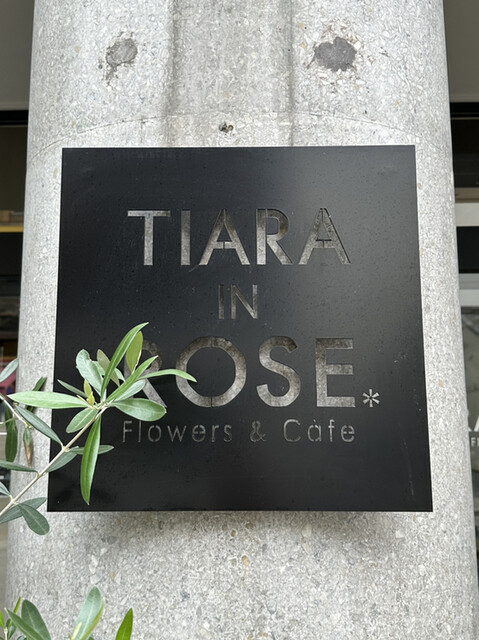 TIARA
IN
ROSE.*
Flowers & Cafe